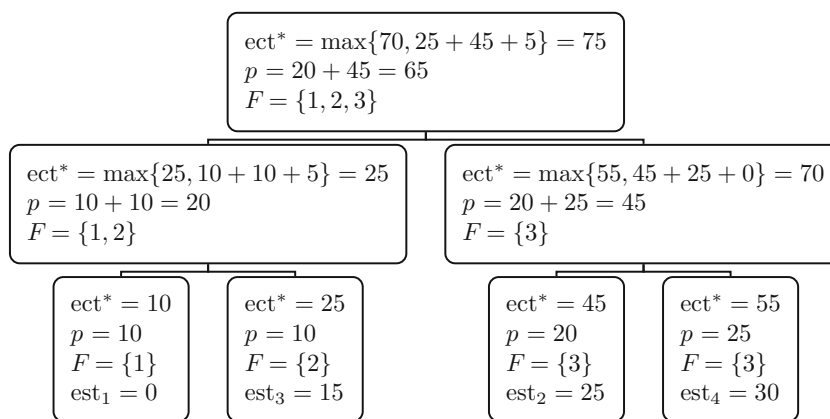 ect* = max{70, 25 + 45 + 5} = 75
p = 20 + 45 = 65
F = {1, 2, 3}
ect* = max{25, 10 + 10 + 5} = 25
p = 10 + 10 = 20
F = {1, 2}
ect* = max{55, 45 + 25 + 0} = 70
p = 20 + 25 = 45
F = {3}
ect* = 10
p = 10
F = {1}
est₁ = 0
ect* = 25
p = 10
F = {2}
est₃ = 15
ect* = 45
p = 20
F = {3}
est₂ = 25
ect* = 55
p = 25
F = {3}
est₄ = 30